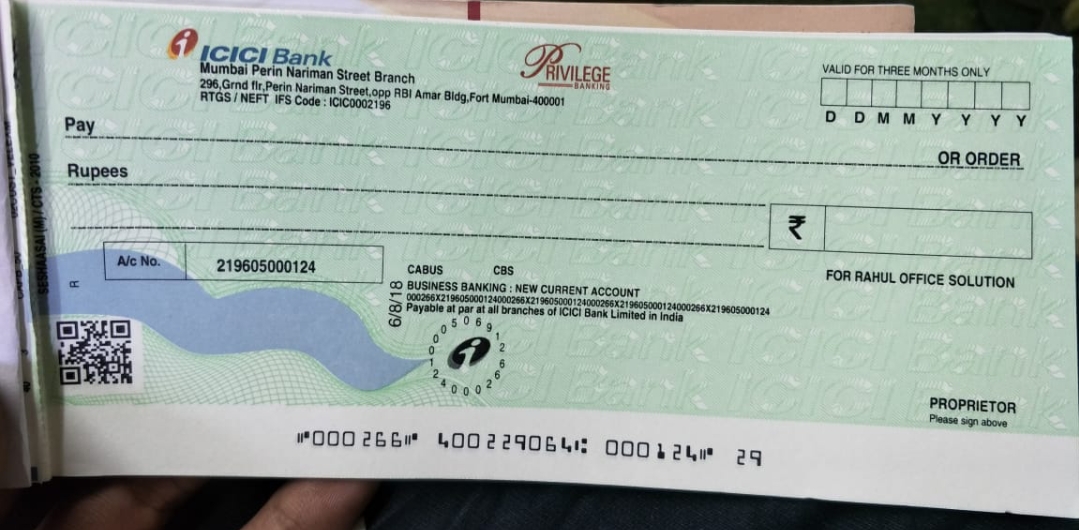 ICICI Bank
Mumbai Perin Nariman Street Branch
296,Grnd flr,Perin Nariman Street,opp RBI Amar Bldg,Fort Mumbai-400001
RTGS / NEFT IFS Code : ICIC0002196
PRIVILEGE
BANKING
VALID FOR THREE MONTHS ONLY
D D M M Y Y Y Y
Pay
OR ORDER
Rupees
₹
A/c No. 219605000124
CABUS CBS
BUSINESS BANKING : NEW CURRENT ACCOUNT
000266X219605000124000266X219605000124000266X219605000124000266X219605000124
Payable at par at all branches of ICICI Bank Limited in India
6/8/18
FOR RAHUL OFFICE SOLUTION
PROPRIETOR
Please sign above
⑈000266⑈ 400229064⑆ 000124⑈ 29